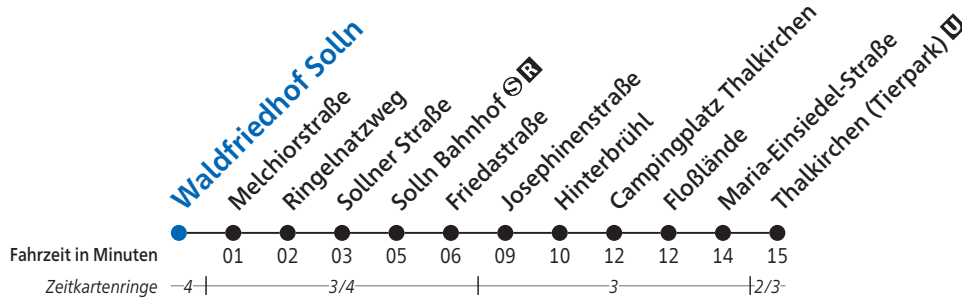 Waldfriedhof Solln
Melchiorstraße
Ringelnatzweg
Sollner Straße
Solln Bahnhof S R
Friedastraße
Josephinenstraße
Hinterbrühl
Campingplatz Thalkirchen
Floßlände
Maria-Einsiedel-Straße
Thalkirchen (Tierpark) U
Fahrzeit in Minuten 01 02 03 05 06 09 10 12 12 14 15
Zeitkartenringe 4 3/4 3 2/3